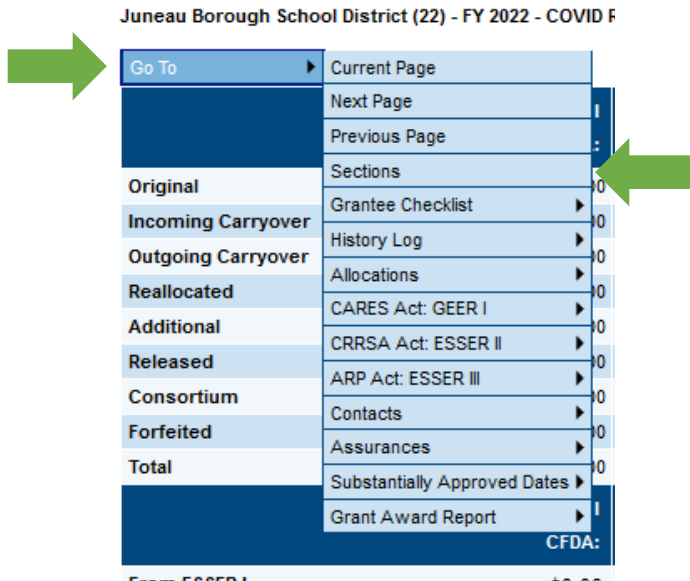 Juneau Borough School District (22) - FY 2022 - COVID
Go To
Current Page
Next Page
Previous Page
Sections
Grantee Checklist
History Log
Allocations
CARES Act: GEER I
CRRSA Act: ESSER II
ARP Act: ESSER III
Contacts
Assurances
Substantially Approved Dates
Grant Award Report
Original
Incoming Carryover
Outgoing Carryover
Reallocated
Additional
Released
Consortium
Forfeited
Total
CFDA: